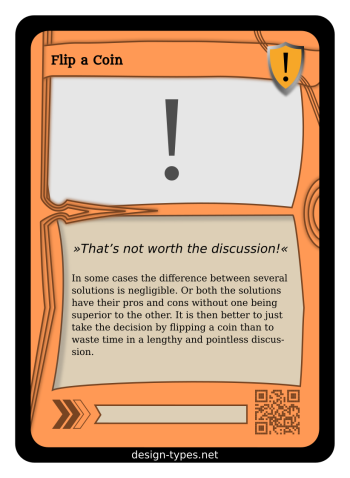 Flip a Coin
!
!
»That's not worth the discussion!«
In some cases the difference between several
solutions is negligible. Or both the solutions
have their pros and cons without one being
superior to the other. It is then better to just
take the decision by flipping a coin than to
waste time in a lengthy and pointless discus-
sion.
design-types.net